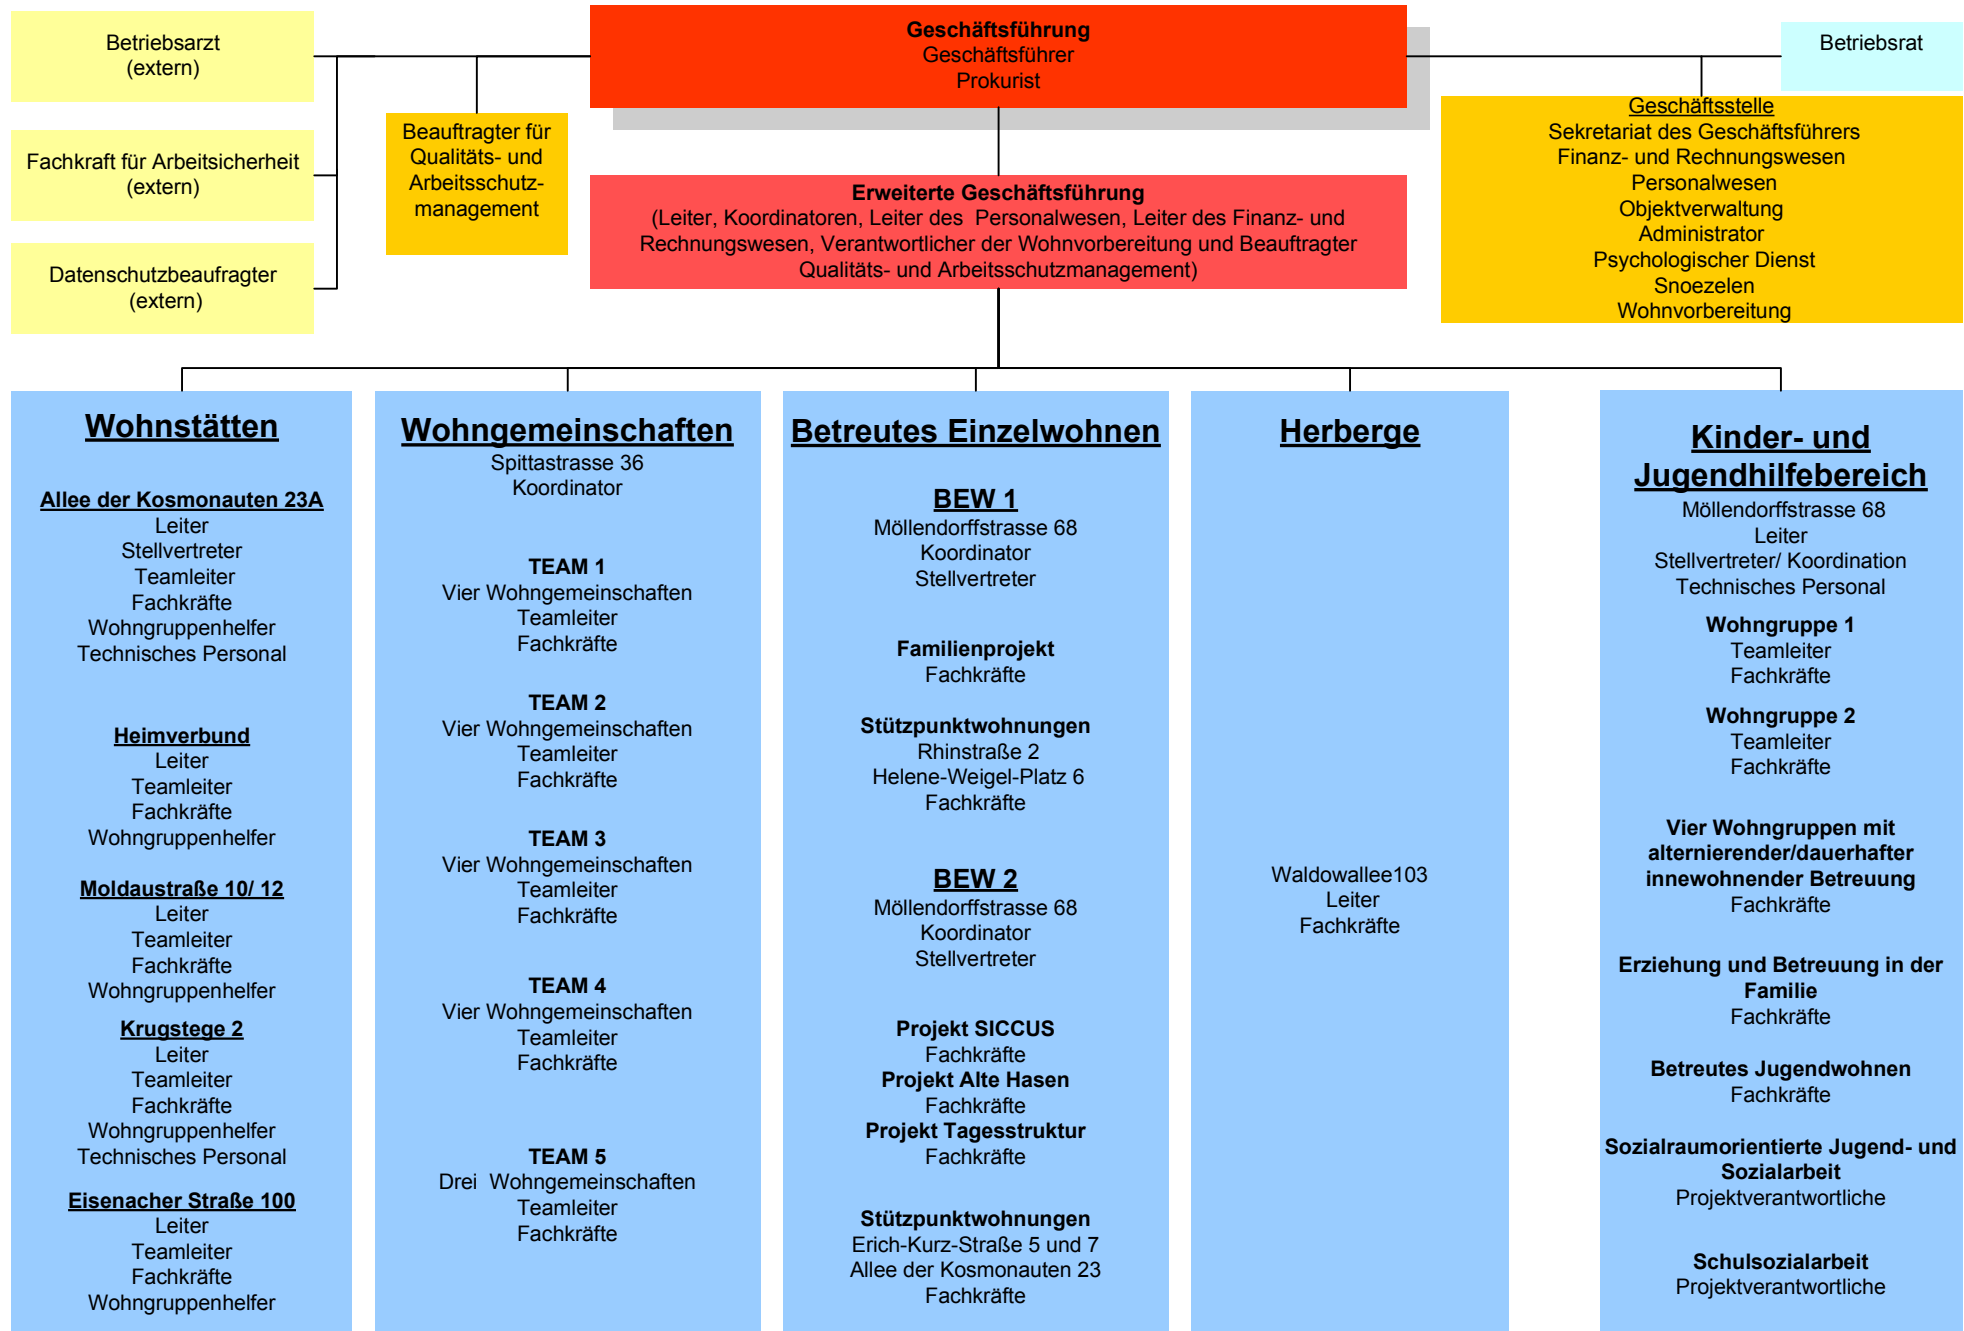 Betriebsarzt
(extern)
Fachkraft für Arbeitsicherheit
(extern)
Datenschutzbeaufragter
(extern)
Beauftragter für
Qualitäts- und
Arbeitsschutz-
management
Geschäftsführung
Geschäftsführer
Prokurist
Erweiterte Geschäftsführung
(Leiter, Koordinatoren, Leiter des Personalwesen, Leiter des Finanz- und
Rechnungswesen, Verantwortlicher der Wohnvorbereitung und Beauftragter
Qualitäts- und Arbeitsschutzmanagement)
Betriebsrat
Geschäftsstelle
Sekretariat des Geschäftsführers
Finanz- und Rechnungswesen
Personalwesen
Objektverwaltung
Administrator
Psychologischer Dienst
Snoezelen
Wohnvorbereitung
Wohnstätten
Allee der Kosmonauten 23A
Leiter
Stellvertreter
Teamleiter
Fachkräfte
Wohngruppenhelfer
Technisches Personal
Heimverbund
Leiter
Teamleiter
Fachkräfte
Wohngruppenhelfer
Moldaustraße 10/ 12
Leiter
Teamleiter
Fachkräfte
Wohngruppenhelfer
Krugstege 2
Leiter
Teamleiter
Fachkräfte
Wohngruppenhelfer
Technisches Personal
Eisenacher Straße 100
Leiter
Teamleiter
Fachkräfte
Wohngruppenhelfer
Wohngemeinschaften
Spittastrasse 36
Koordinator
TEAM 1
Vier Wohngemeinschaften
Teamleiter
Fachkräfte
TEAM 2
Vier Wohngemeinschaften
Teamleiter
Fachkräfte
TEAM 3
Vier Wohngemeinschaften
Teamleiter
Fachkräfte
TEAM 4
Vier Wohngemeinschaften
Teamleiter
Fachkräfte
TEAM 5
Drei Wohngemeinschaften
Teamleiter
Fachkräfte
Betreutes Einzelwohnen
BEW 1
Möllendorffstrasse 68
Koordinator
Stellvertreter
Familienprojekt
Fachkräfte
Stützpunktwohnungen
Rhinstraße 2
Helene-Weigel-Platz 6
Fachkräfte
BEW 2
Möllendorffstrasse 68
Koordinator
Stellvertreter
Projekt SICCUS
Fachkräfte
Projekt Alte Hasen
Fachkräfte
Projekt Tagesstruktur
Fachkräfte
Stützpunktwohnungen
Erich-Kurz-Straße 5 und 7
Allee der Kosmonauten 23
Fachkräfte
Herberge
Waldowallee103
Leiter
Fachkräfte
Kinder- und
Jugendhilfebereich
Möllendorffstrasse 68
Leiter
Stellvertreter/ Koordination
Technisches Personal
Wohngruppe 1
Teamleiter
Fachkräfte
Wohngruppe 2
Teamleiter
Fachkräfte
Vier Wohngruppen mit
alternierender/dauerhafter
innewohnender Betreuung
Fachkräfte
Erziehung und Betreuung in der
Familie
Fachkräfte
Betreutes Jugendwohnen
Fachkräfte
Sozialraumorientierte Jugend- und
Sozialarbeit
Projektverantwortliche
Schulsozialarbeit
Projektverantwortliche